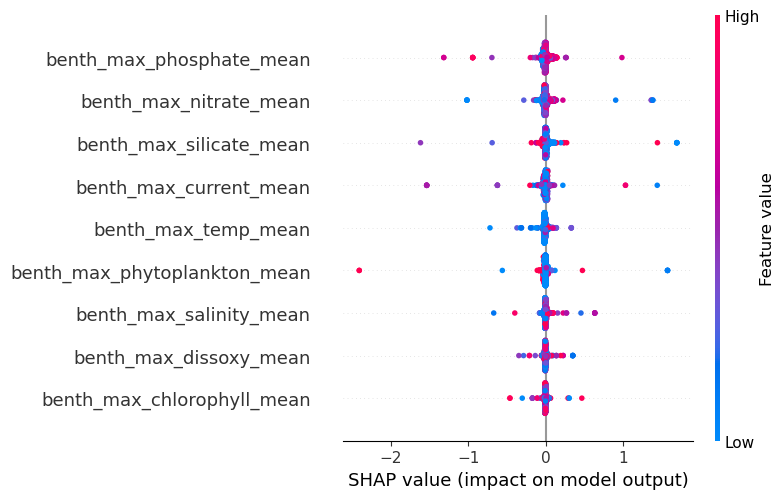 High
benth_max_phosphate_mean
benth_max_nitrate_mean
benth_max_silicate_mean
benth_max_current_mean
benth_max_temp_mean
benth_max_phytoplankton_mean
benth_max_salinity_mean
benth_max_dissoxy_mean
benth_max_chlorophyll_mean
Feature value
Low
−2 −1 0 1
SHAP value (impact on model output)